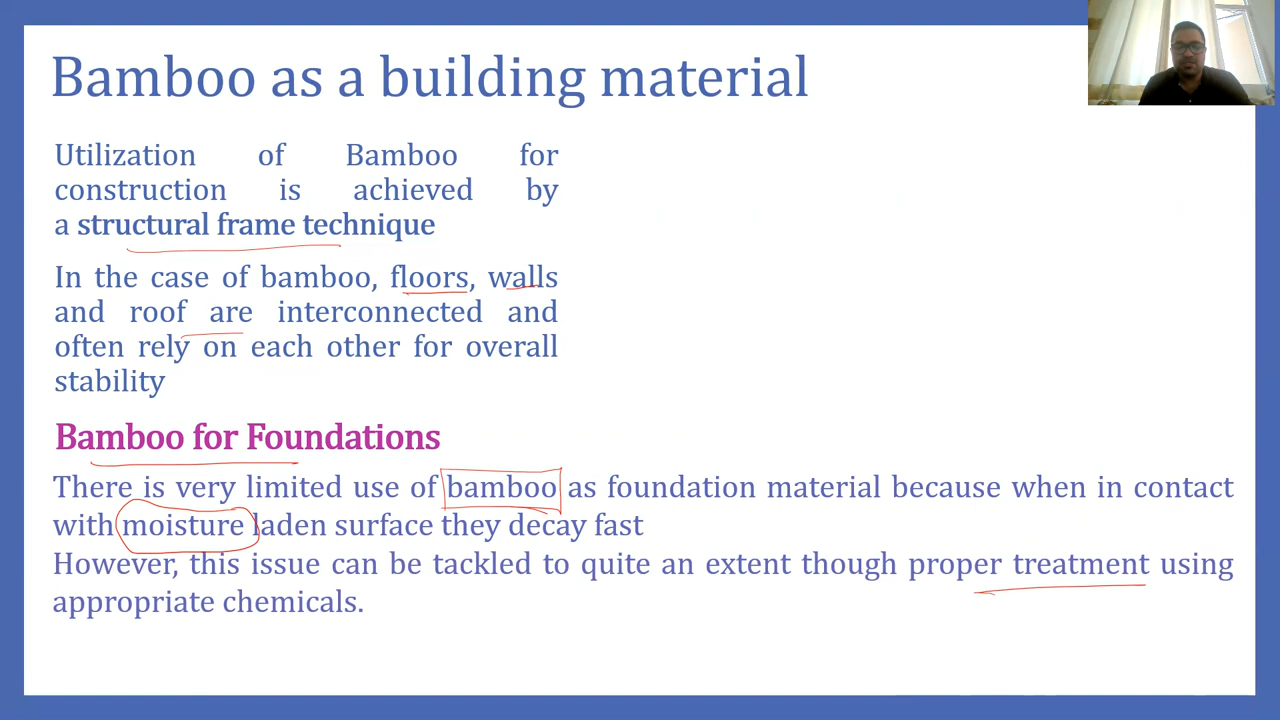 Bamboo as a building material
Utilization of Bamboo for
construction is achieved by
a structural frame technique
In the case of bamboo, floors, walls
and roof are interconnected and
often rely on each other for overall
stability
Bamboo for Foundations
There is very limited use of bamboo as foundation material because when in contact
with moisture laden surface they decay fast
However, this issue can be tackled to quite an extent though proper treatment using
appropriate chemicals.